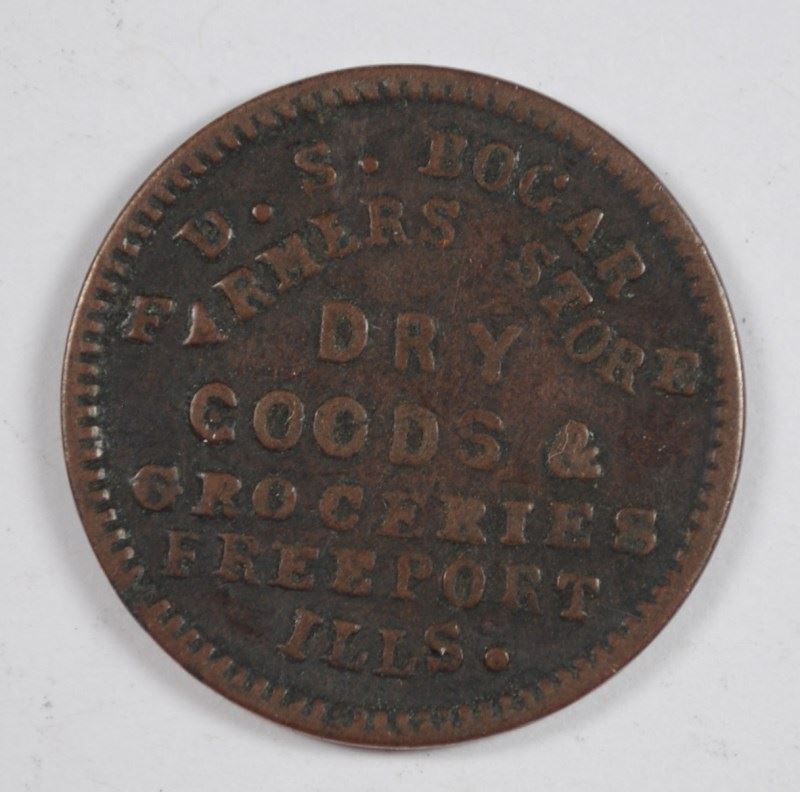 D. S. BOGAR
FARMERS STORE
DRY
GOODS &
GROCERIES
FREEPORT
ILLS.